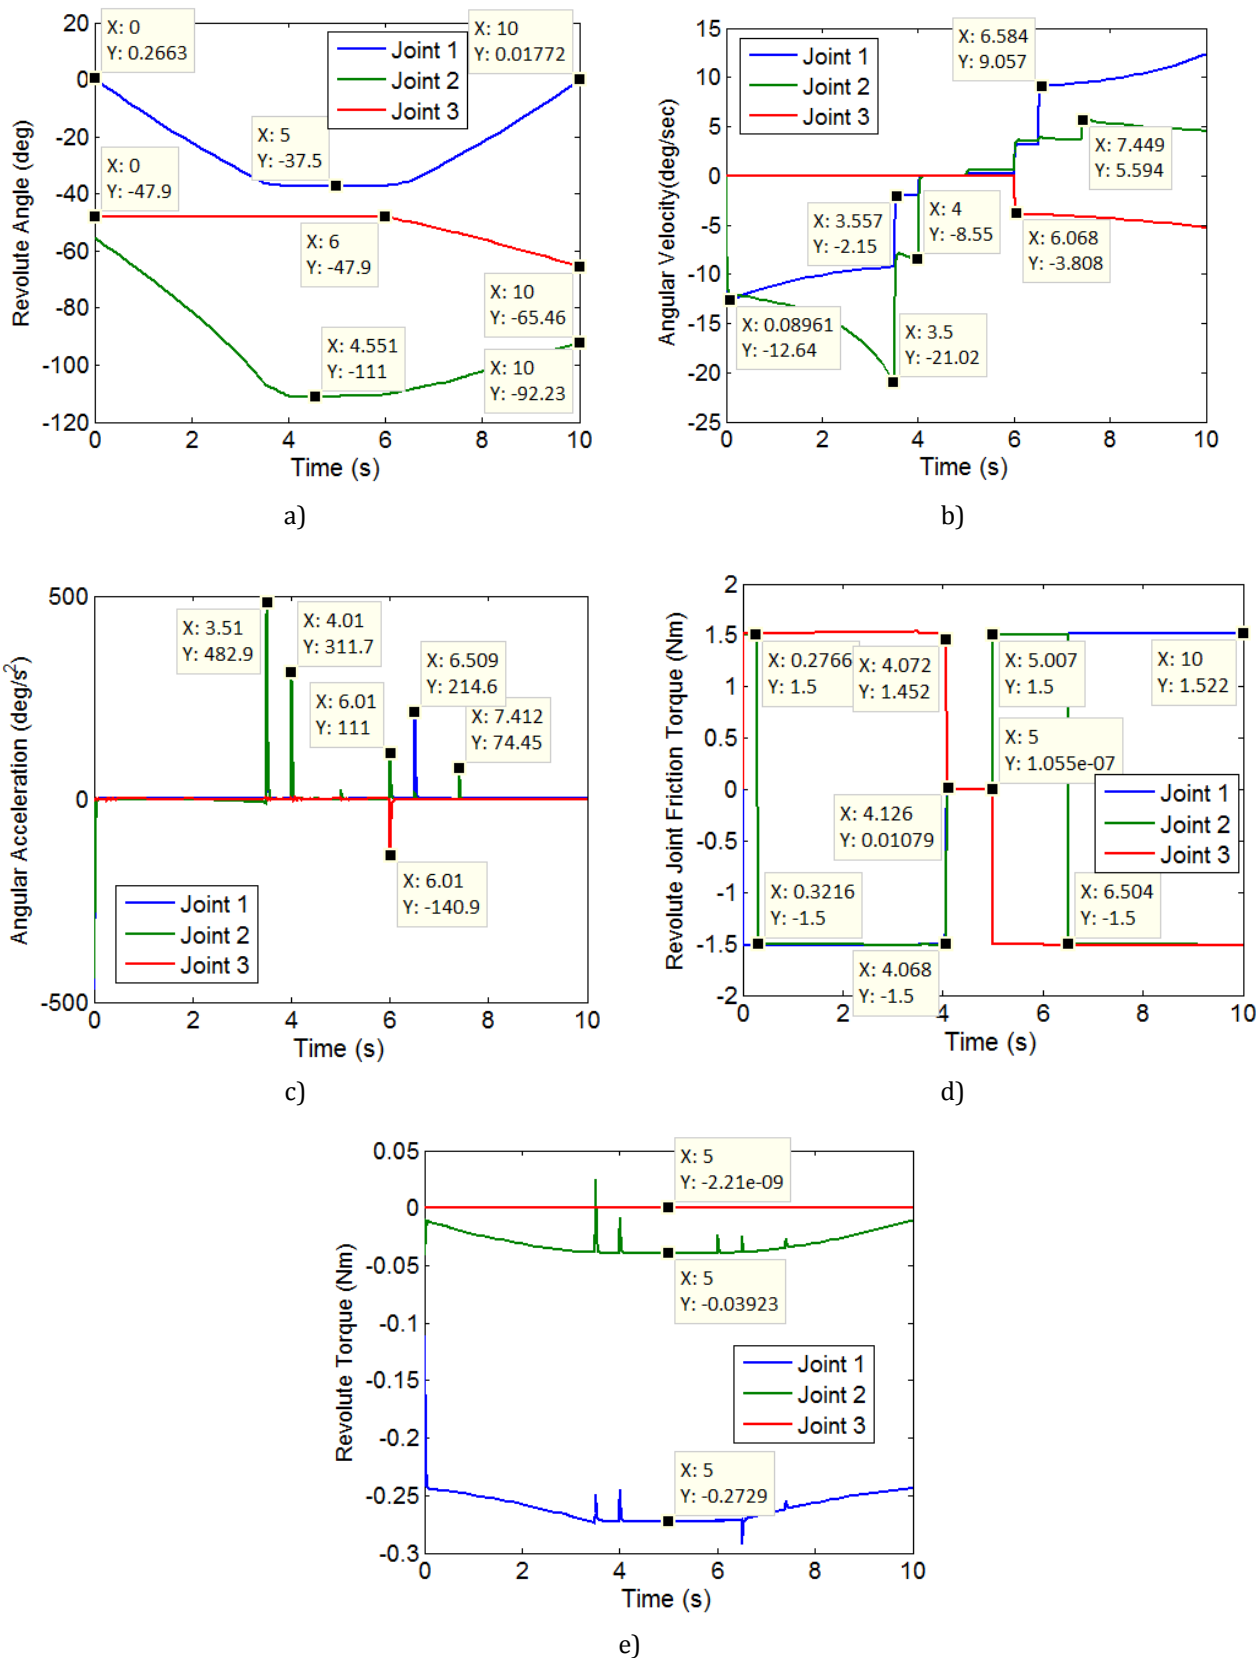 20
0
-20
-40
-60
-80
-100
-120
0
2
4
6
8
10
Revolute Angle (deg)
Time (s)
X: 0
Y: 0.2663
X: 10
Y: 0.01772
Joint 1
Joint 2
Joint 3
X: 5
Y: -37.5
X: 0
Y: -47.9
X: 6
Y: -47.9
X: 10
Y: -65.46
X: 4.551
Y: -111
X: 10
Y: -92.23
a)
15
10
5
0
-5
-10
-15
-20
-25
0
2
4
6
8
10
Angular Velocity(deg/sec)
Time (s)
Joint 1
Joint 2
Joint 3
X: 6.584
Y: 9.057
X: 7.449
Y: 5.594
X: 3.557
Y: -2.15
X: 4
Y: -8.55
X: 6.068
Y: -3.808
X: 0.08961
Y: -12.64
X: 3.5
Y: -21.02
b)
500
0
-500
0
2
4
6
8
10
Angular Acceleration (deg/s²)
Time (s)
X: 3.51
Y: 482.9
X: 4.01
Y: 311.7
X: 6.509
Y: 214.6
X: 6.01
Y: 111
X: 7.412
Y: 74.45
X: 6.01
Y: -140.9
Joint 1
Joint 2
Joint 3
c)
2
1.5
1
0.5
0
-0.5
-1
-1.5
-2
0
2
4
6
8
10
Revolute Joint Friction Torque (Nm)
Time (s)
X: 0.2766
Y: 1.5
X: 4.072
Y: 1.452
X: 5.007
Y: 1.5
X: 10
Y: 1.522
X: 5
Y: 1.055e-07
X: 4.126
Y: 0.01079
Joint 1
Joint 2
Joint 3
X: 0.3216
Y: -1.5
X: 6.504
Y: -1.5
X: 4.068
Y: -1.5
d)
0.05
0
-0.05
-0.1
-0.15
-0.2
-0.25
-0.3
0
2
4
6
8
10
Revolute Torque (Nm)
Time (s)
X: 5
Y: -2.21e-09
X: 5
Y: -0.03923
Joint 1
Joint 2
Joint 3
X: 5
Y: -0.2729
e)